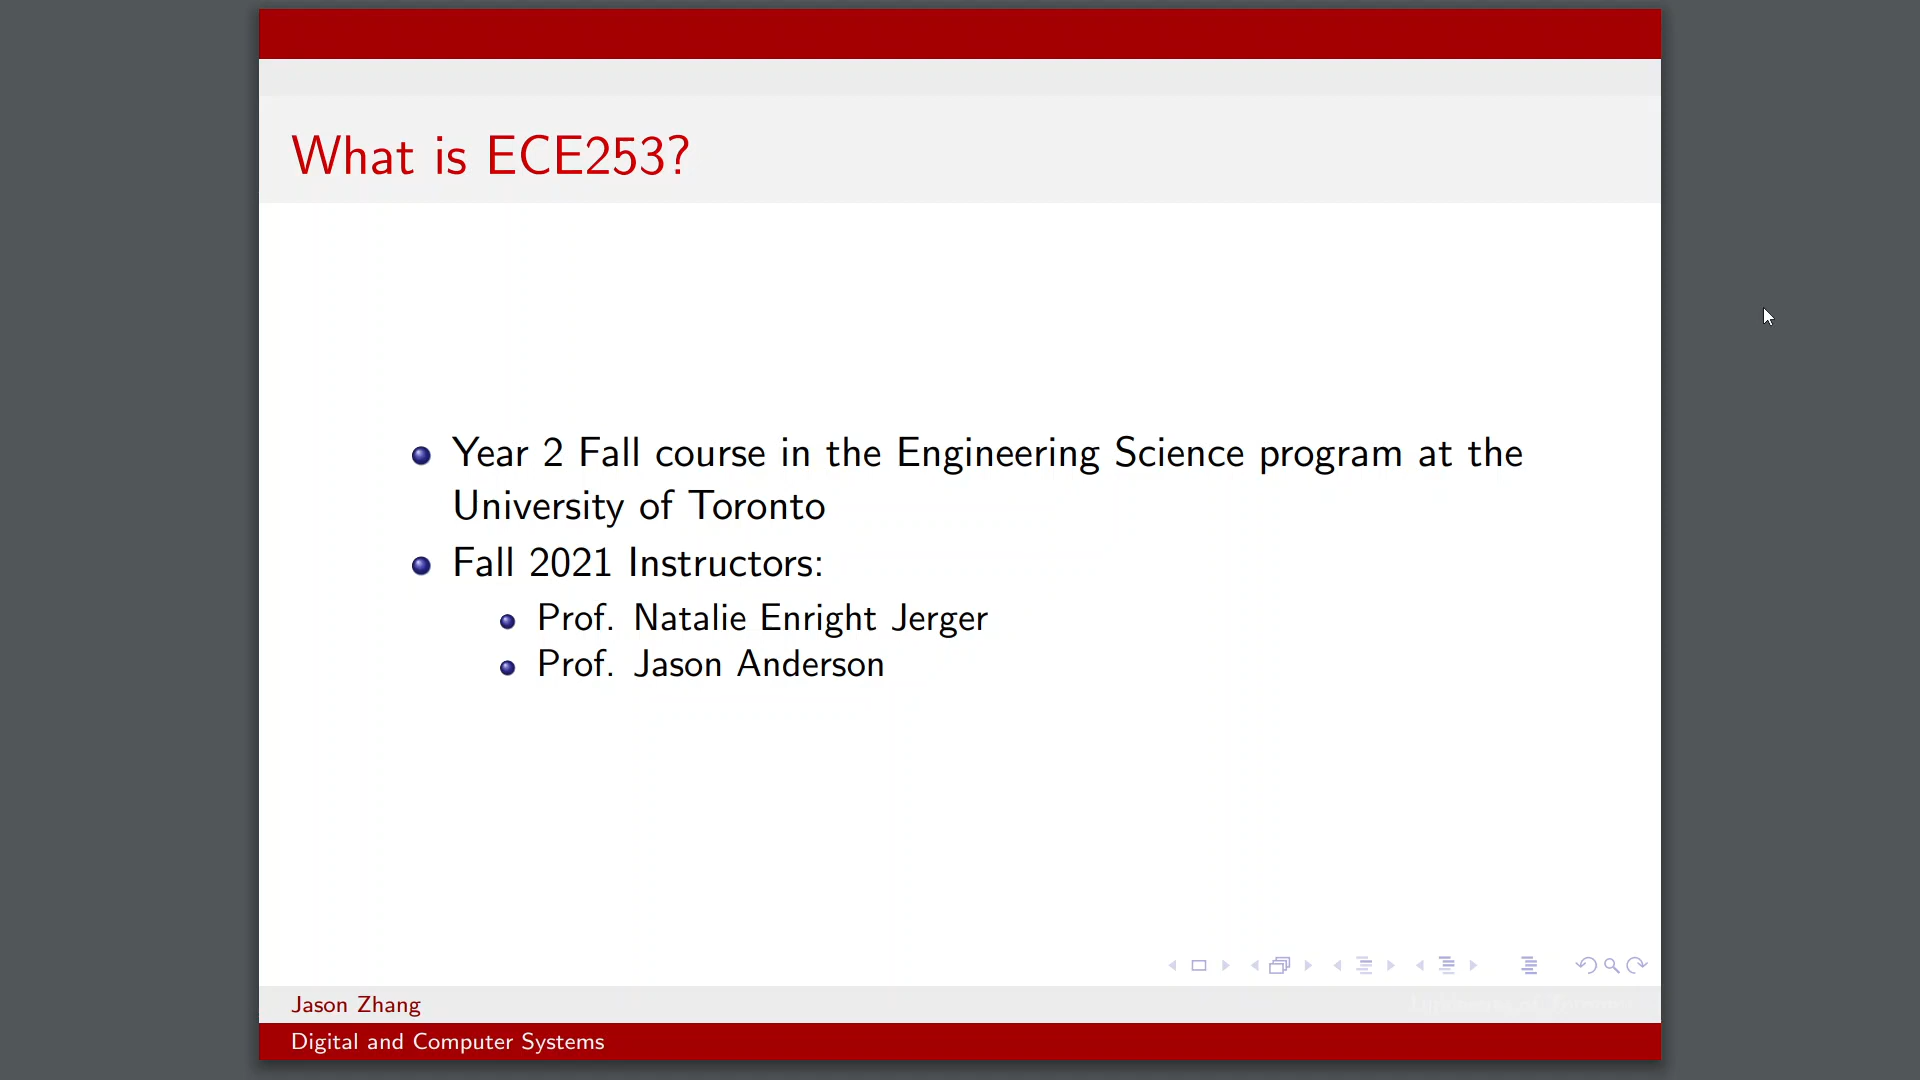 What is ECE253?
Year 2 Fall course in the Engineering Science program at the
University of Toronto
Fall 2021 Instructors:
Prof. Natalie Enright Jerger
Prof. Jason Anderson
Jason Zhang
Digital and Computer Systems